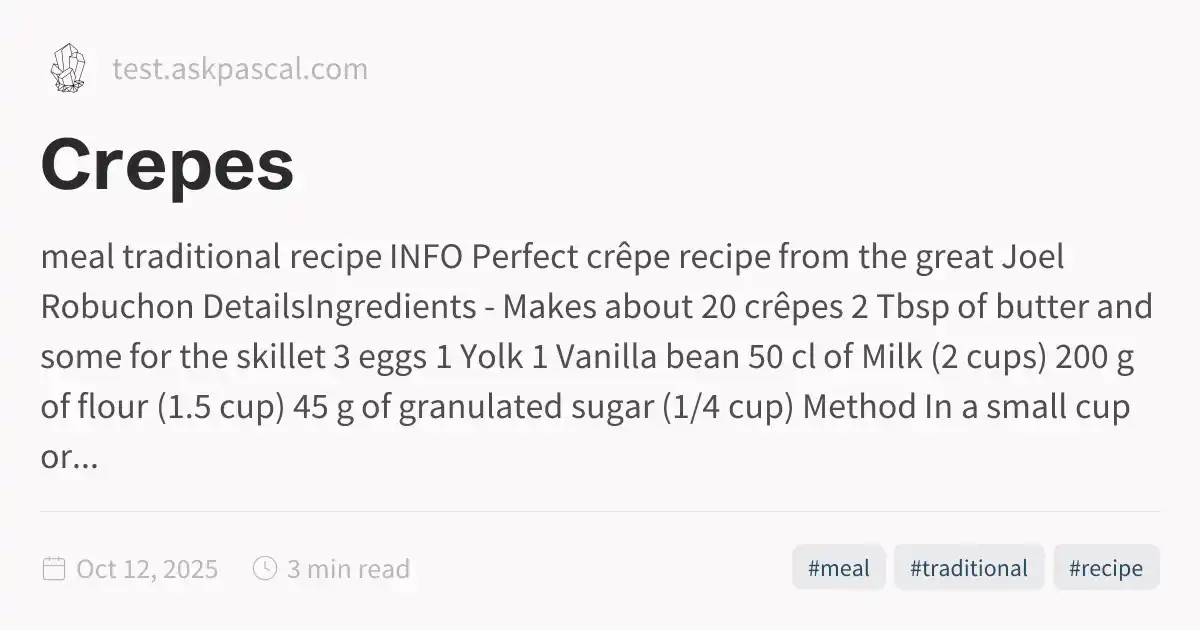 test.askpascal.com
Crepes
meal traditional recipe INFO Perfect crêpe recipe from the great Joel
Robuchon DetailsIngredients - Makes about 20 crêpes 2 Tbsp of butter and
some for the skillet 3 eggs 1 Yolk 1 Vanilla bean 50 cl of Milk (2 cups) 200 g
of flour (1.5 cup) 45 g of granulated sugar (1/4 cup) Method In a small cup
or...
Oct 12, 2025 3 min read #meal #traditional #recipe